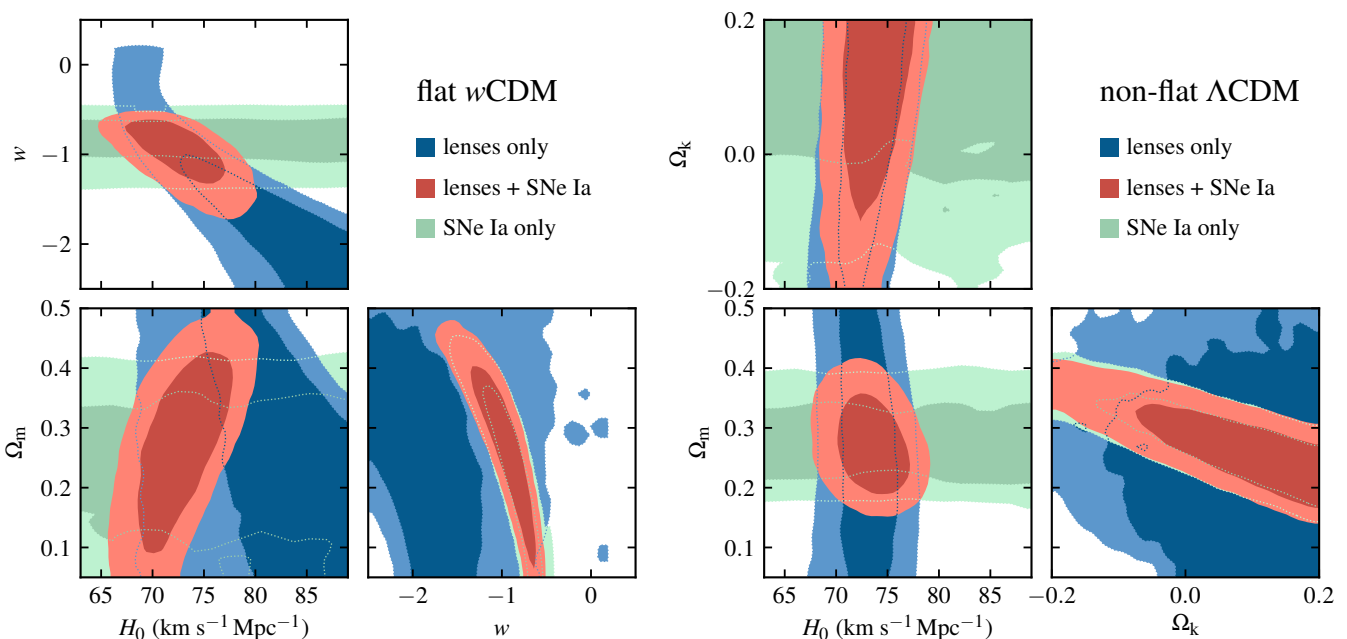 0
−1
−2
w
flat wCDM
lenses only
lenses + SNe Ia
SNe Ia only
0.5
0.4
0.3
0.2
0.1
Ωm
65 70 75 80 85
H0 (km s−1 Mpc−1)
−2 −1 0
w
0.2
0.0
−0.2
Ωk
non-flat ΛCDM
lenses only
lenses + SNe Ia
SNe Ia only
0.5
0.4
0.3
0.2
0.1
Ωm
65 70 75 80 85
H0 (km s−1 Mpc−1)
−0.2 0.0 0.2
Ωk